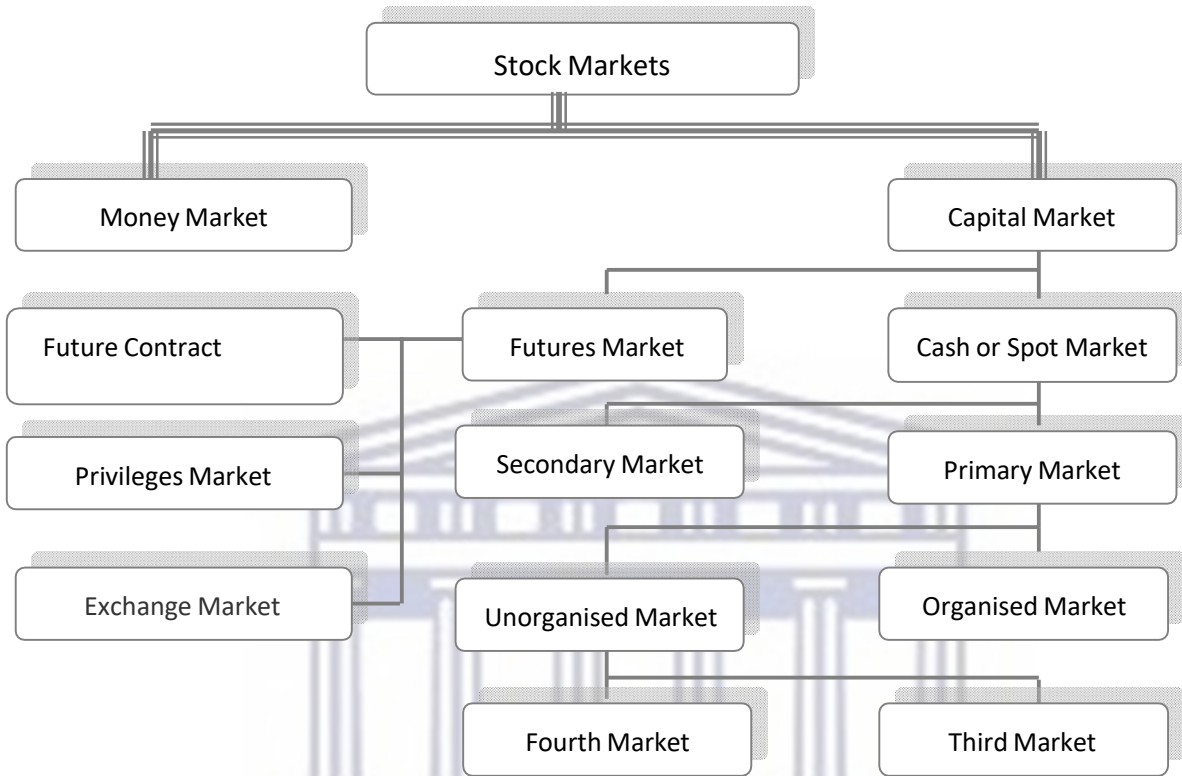 Stock Markets
Money Market
Capital Market
Future Contract
Futures Market
Cash or Spot Market
Privileges Market
Secondary Market
Primary Market
Exchange Market
Unorganised Market
Organised Market
Fourth Market
Third Market